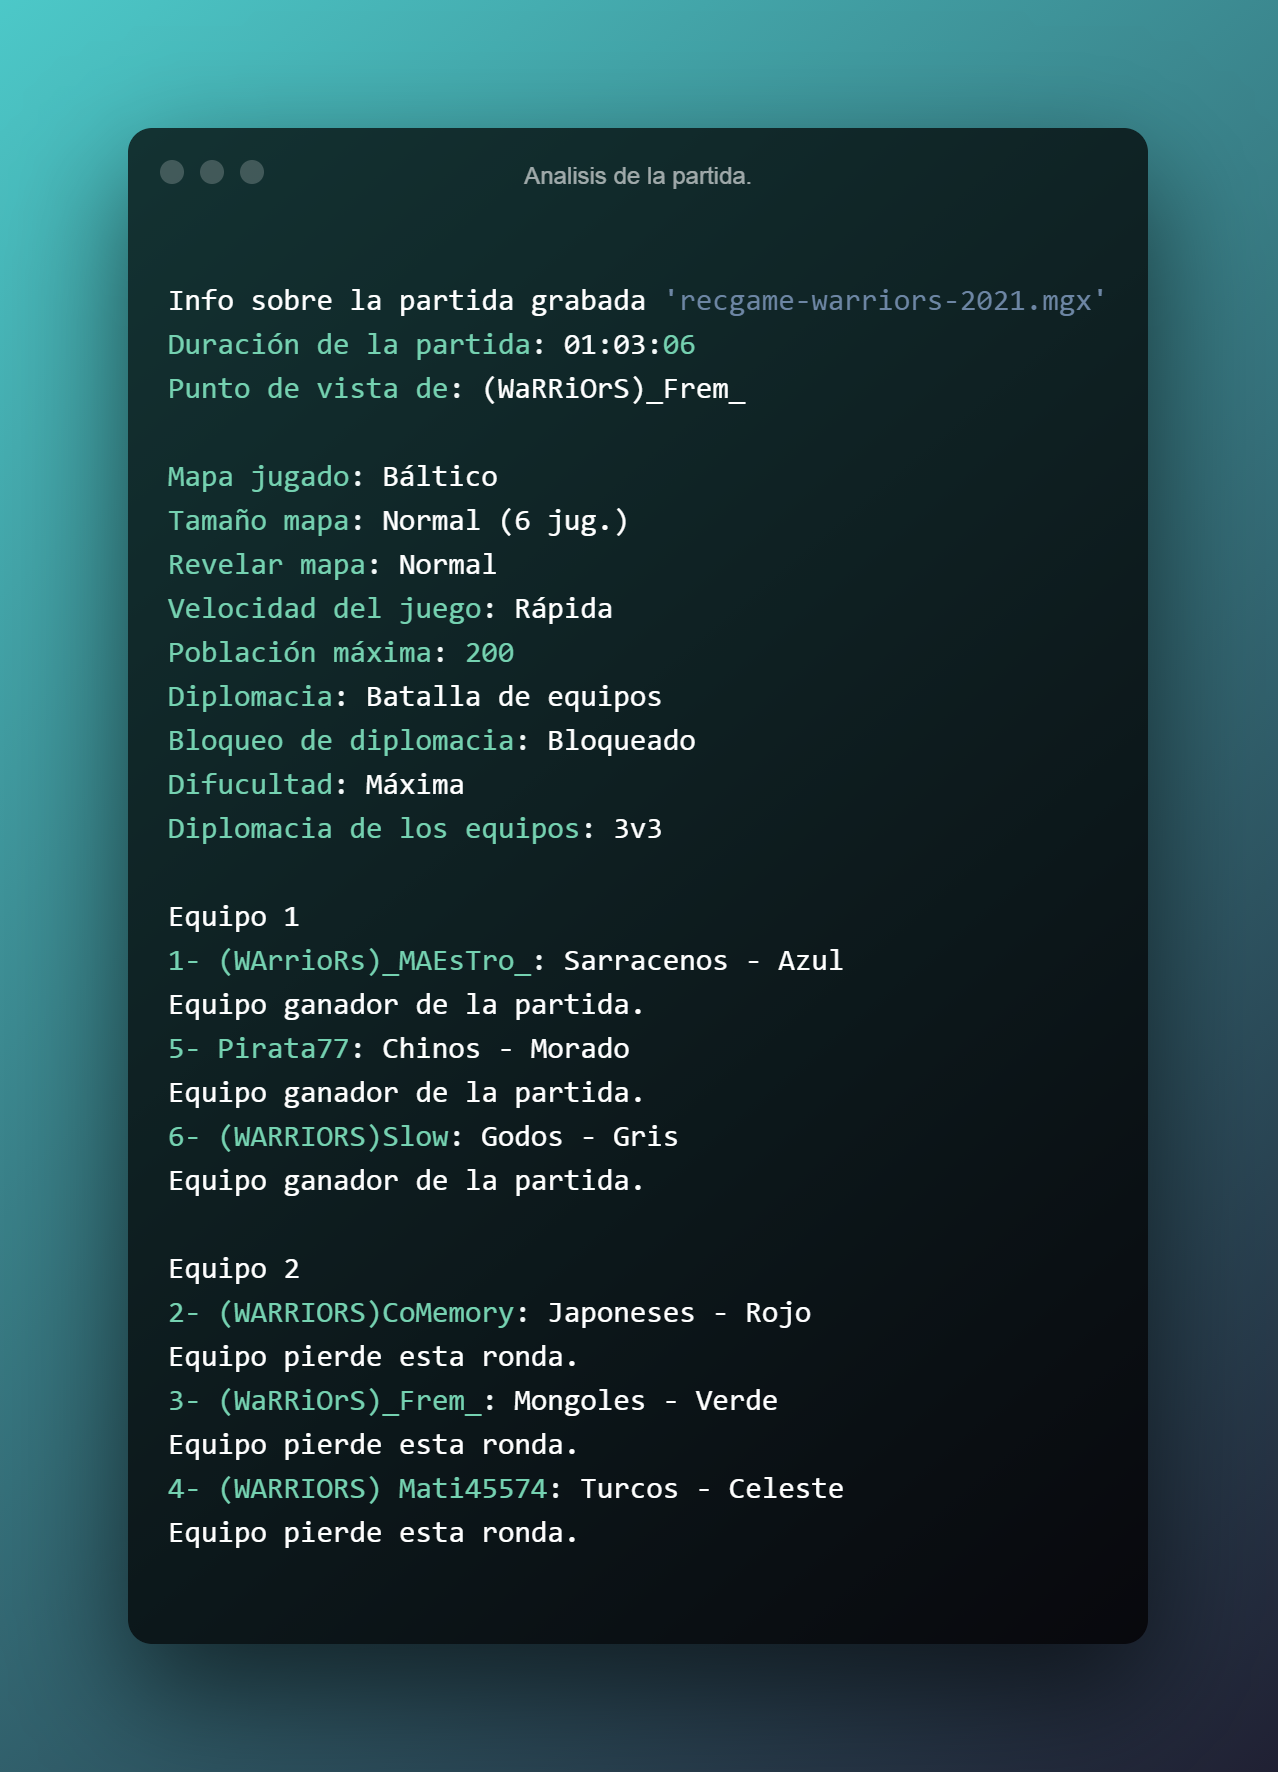 Analisis de la partida.
Info sobre la partida grabada 'recgame-warriors-2021.mgx'
Duración de la partida: 01:03:06
Punto de vista de: (WaRRiOrS)_Frem_
Mapa jugado: Báltico
Tamaño mapa: Normal (6 jug.)
Revelar mapa: Normal
Velocidad del juego: Rápida
Población máxima: 200
Diplomacia: Batalla de equipos
Bloqueo de diplomacia: Bloqueado
Difucultad: Máxima
Diplomacia de los equipos: 3v3
Equipo 1
1- (WArrioRs)_MAEsTro_: Sarracenos - Azul
Equipo ganador de la partida.
5- Pirata77: Chinos - Morado
Equipo ganador de la partida.
6- (WARRIORS)Slow: Godos - Gris
Equipo ganador de la partida.
Equipo 2
2- (WARRIORS)CoMemory: Japoneses - Rojo
Equipo pierde esta ronda.
3- (WaRRiOrS)_Frem_: Mongoles - Verde
Equipo pierde esta ronda.
4- (WARRIORS) Mati45574: Turcos - Celeste
Equipo pierde esta ronda.